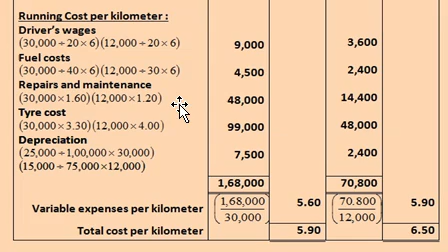 Running Cost per kilometer :
Driver's wages
(30,000 ÷ 20 × 6)(12,000 ÷ 20 × 6) 9,000 3,600
Fuel costs
(30,000 ÷ 40 × 6)(12,000 ÷ 30 × 6) 4,500 2,400
Repairs and maintenance
(30,000 × 1.60)(12,000 × 1.20) 48,000 14,400
Tyre cost
(30,000 × 3.30)(12,000 × 4.00) 99,000 48,000
Depreciation
(25,000 ÷ 1,00,000 × 30,000) 7,500 2,400
(15,000 ÷ 75,000 × 12,000)
1,68,000 70,800
Variable expenses per kilometer (1,68,000 / 30,000) 5.60 (70.800 / 12,000) 5.90
Total cost per kilometer 5.90 6.50